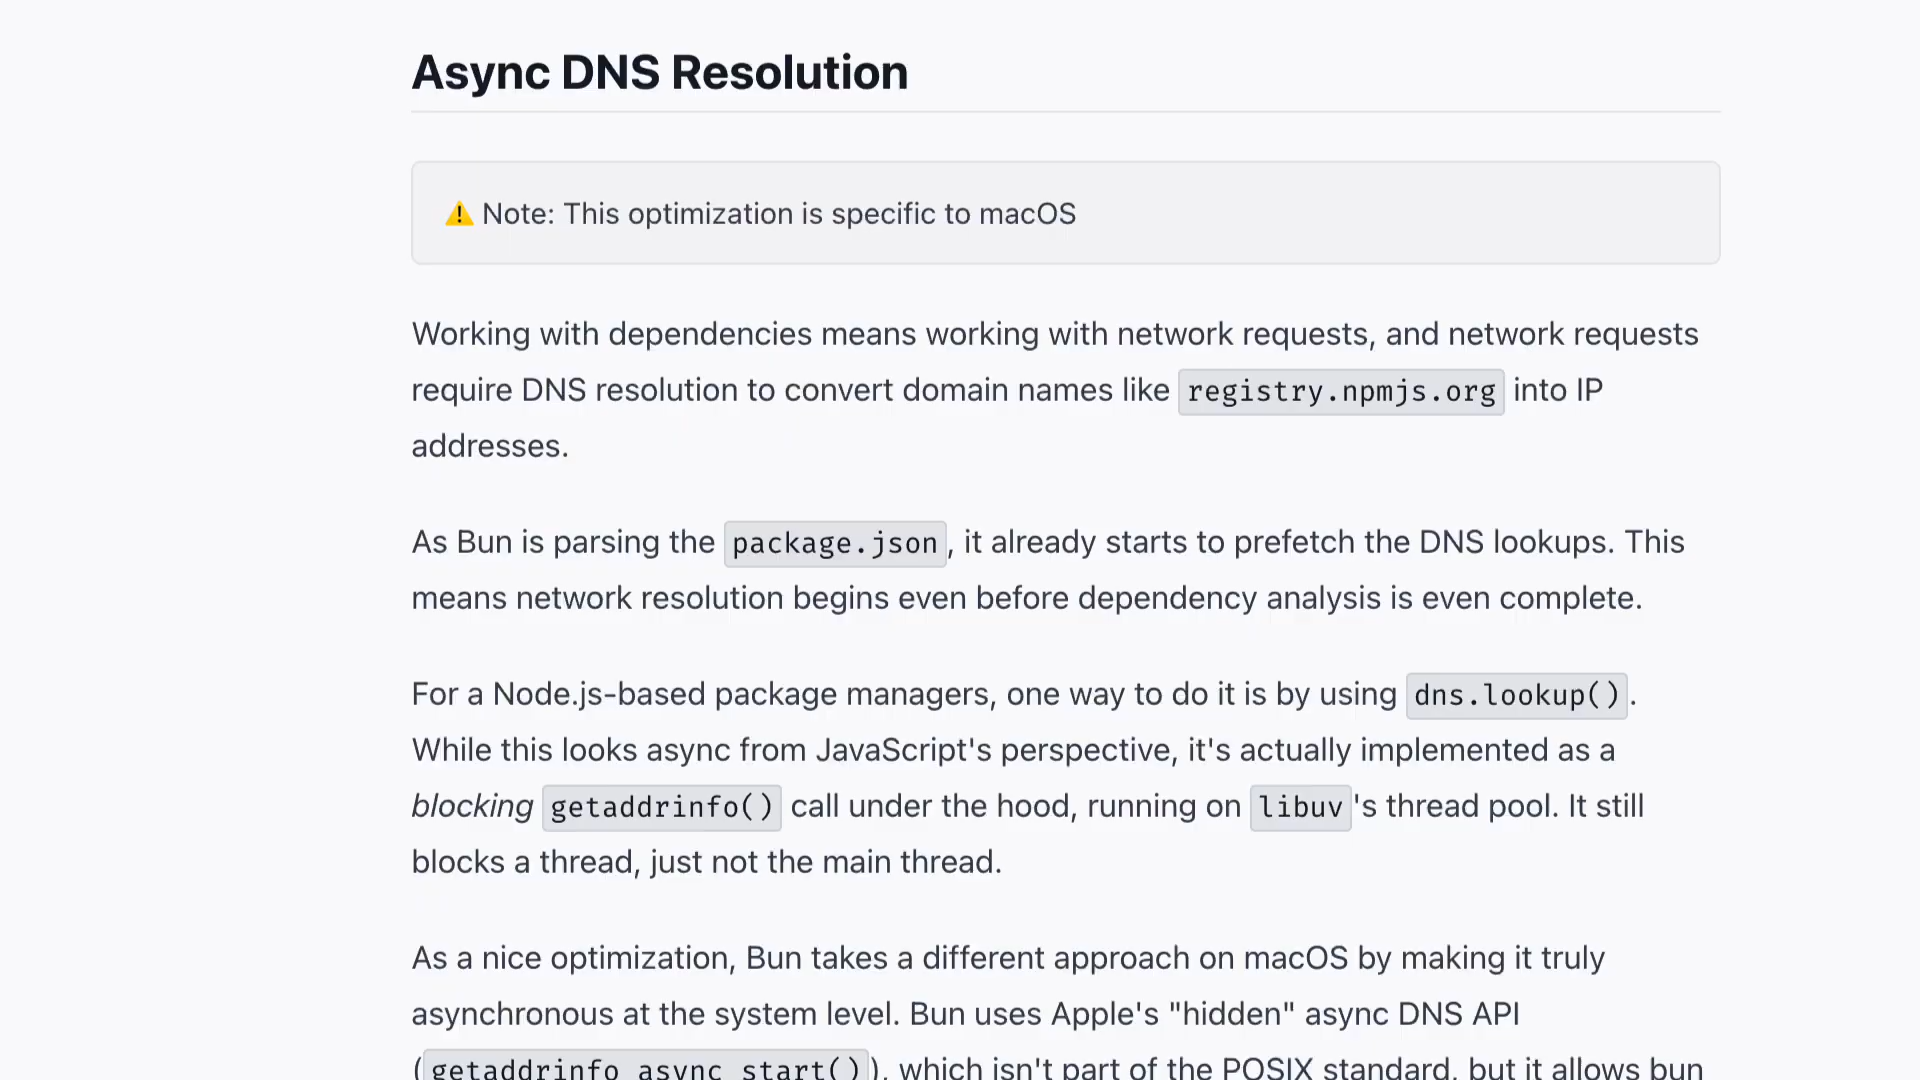 Async DNS Resolution
⚠️ Note: This optimization is specific to macOS
Working with dependencies means working with network requests, and network requests
require DNS resolution to convert domain names like registry.npmjs.org into IP
addresses.
As Bun is parsing the package.json, it already starts to prefetch the DNS lookups. This
means network resolution begins even before dependency analysis is even complete.
For a Node.js-based package managers, one way to do it is by using dns.lookup().
While this looks async from JavaScript's perspective, it's actually implemented as a
blocking getaddrinfo() call under the hood, running on libuv's thread pool. It still
blocks a thread, just not the main thread.
As a nice optimization, Bun takes a different approach on macOS by making it truly
asynchronous at the system level. Bun uses Apple's "hidden" async DNS API
(getaddrinfo_async_start()), which isn't part of the POSIX standard, but it allows bun